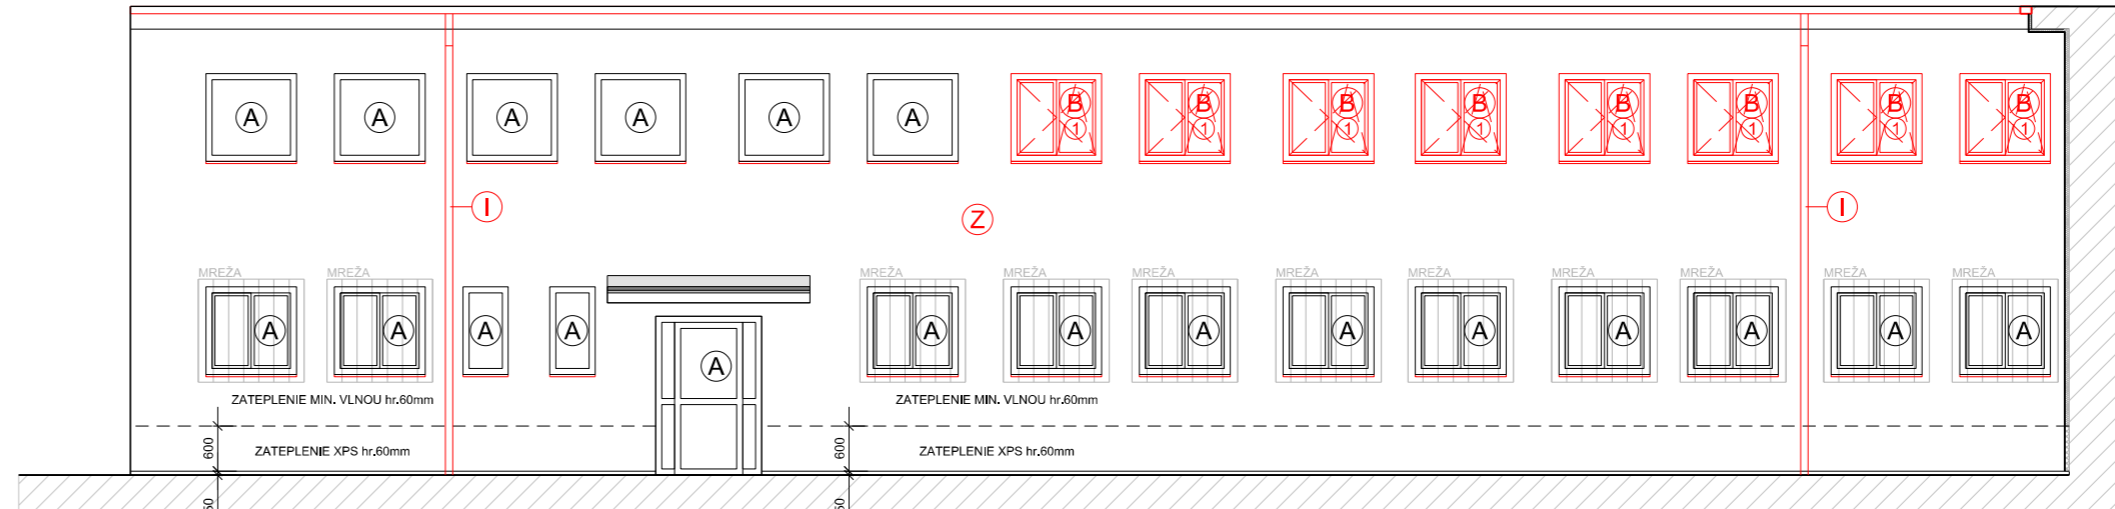 A A A A A A B B B B B B B B
1 1 1 1 1 1 1 1
I Z I
MREŽA MREŽA MREŽA MREŽA MREŽA MREŽA MREŽA MREŽA MREŽA MREŽA MREŽA
A A A A A A A A A A A A A A
ZATEPLENIE MIN. VLNOU hr.60mm ZATEPLENIE MIN. VLNOU hr.60mm
600 ZATEPLENIE XPS hr.60mm 600 ZATEPLENIE XPS hr.60mm